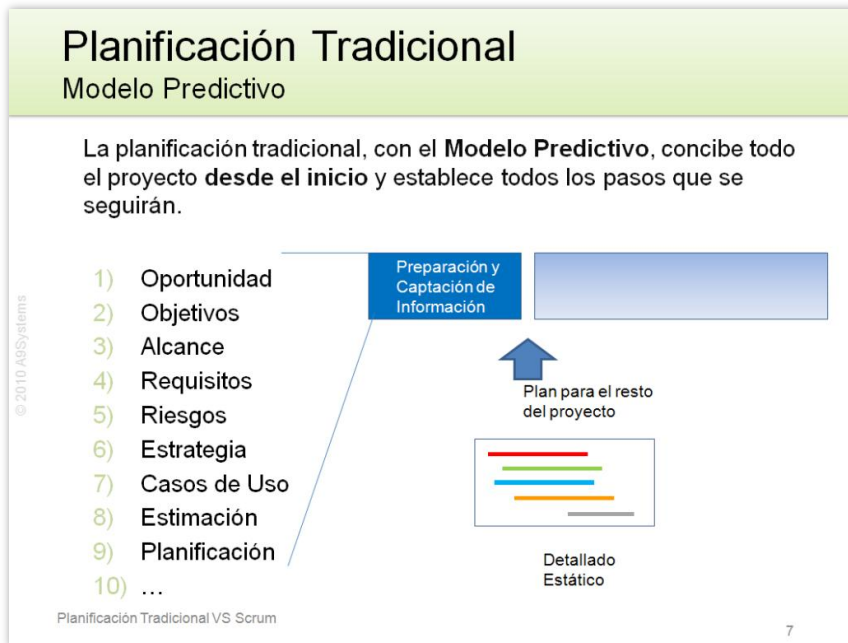 Planificación Tradicional
Modelo Predictivo
La planificación tradicional, con el Modelo Predictivo, concibe todo
el proyecto desde el inicio y establece todos los pasos que se
seguirán.
1) Oportunidad
2) Objetivos
3) Alcance
4) Requisitos
5) Riesgos
6) Estrategia
7) Casos de Uso
8) Estimación
9) Planificación
10) ...
Preparación y
Captación de
Información
Plan para el resto
del proyecto
Detallado
Estático
© 2010 A9Systems
Planificación Tradicional VS Scrum
7